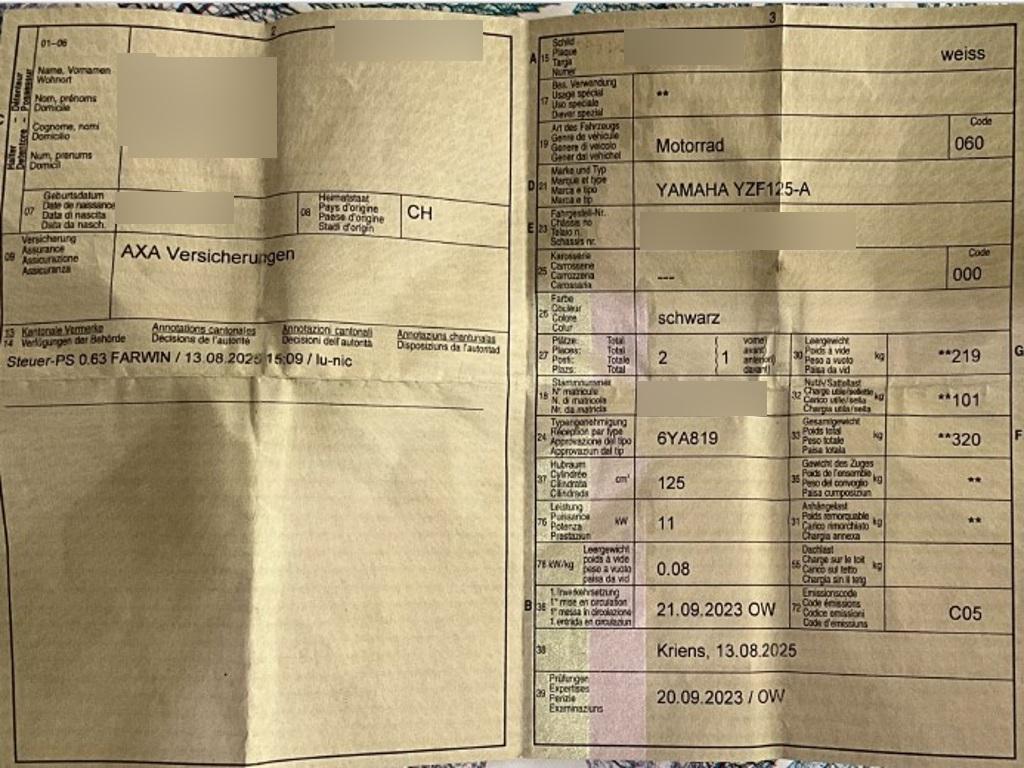 2
01-06
Halter - Détenteur
Detentore - Possessur
Name, Vornamen
Wohnort
Nom, prénoms
Domicile
Cognome, nomi
Domicilio
Num, prenums
Domicil
07
Geburtsdatum
Date de naissance
Data di nascita
Data da nasch.
08
Heimatstaat
Pays d'origine
Paese d'origine
Stadi d'origin
CH
09
Versicherung
Assurance
Assicurazione
Assicuranza
AXA Versicherungen
13
14
Kantonale Vermerke
Verfügungen der Behörde
Annotations cantonales
Décisions de l'autorité
Annotazioni cantonali
Decisioni dell'autorità
Annotaziuns chantunalas
Disposiziuns da l'autoritad
Steuer-PS 0.63 FARWIN / 13.08.2025 15:09 / lu-nic
3
A
15
Schild
Plaque
Targa
Numer
weiss
17
Bes. Verwendung
Usage spécial
Uso speciale
Diever spezial
**
19
Art des Fahrzeugs
Genre de véhicule
Genere di veicolo
Gener dal vehichel
Motorrad
Code
060
D
21
Marke und Typ
Marque et type
Marca e tipo
Marca e tip
YAMAHA YZF125-A
E
23
Fahrgestell-Nr.
Châssis no
Telaio n.
Schassis nr.
25
Karosserie
Carrosserie
Carrozzeria
Carossaria
---
Code
000
26
Farbe
Couleur
Colore
Colur
schwarz
27
Plätze: Total
Places: Total
Posti: Totale
Plazs: Total
2
( 1
vorne)
avant)
anteriori)
davant)
30
Leergewicht
Poids à vide
Peso a vuoto
Paisa da vid
kg
**219
G
18
Stammnummer
N° matricule
N. di matricola
Nr. da matricla
32
Nutz-/Sattellast
Charge utile/sellette
Carico utile/sella
Chargia utila/sella
kg
**101
24
Typengenehmigung
Réception par type
Approvazione del tipo
Approvaziun dal tip
6YA819
33
Gesamtgewicht
Poids total
Peso totale
Paisa totala
kg
**320
F
37
Hubraum
Cylindrée
Cilindrata
Cilindrada
cm³
125
35
Gewicht des Zuges
Poids de l'ensemble
Peso del convoglio
Paisa cumposiziun
kg
**
76
Leistung
Puissance
Potenza
Prestaziun
kW
11
31
Anhängelast
Poids remorquable
Carico rimorchiato
Chargia annexa
kg
**
78 kW/kg
Leergewicht
poids à vide
peso a vuoto
paisa da vid
0.08
55
Dachlast
Charge sur le toit
Carico sul tetto
Chargia sin il tetg
kg
B
36
1. Inverkehrsetzung
1re mise en circulation
1a messa in circolazione
1. entrada en circulaziun
21.09.2023 OW
72
Emissionscode
Code émissions
Codice emissioni
Code d'emissiuns
C05
38
Kriens, 13.08.2025
39
Prüfungen
Expertises
Perizie
Examinaziuns
20.09.2023 / OW